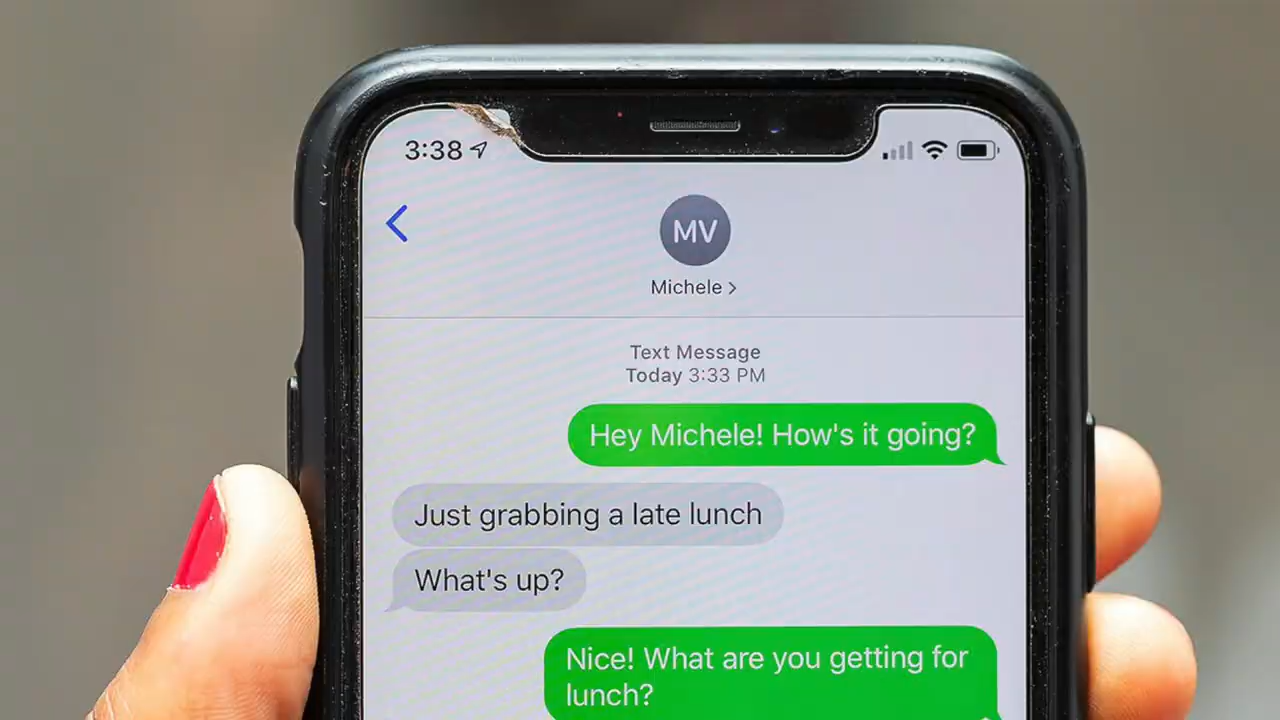 3:38
MV
Michele >
Text Message
Today 3:33 PM
Hey Michele! How's it going?
Just grabbing a late lunch
What's up?
Nice! What are you getting for
lunch?